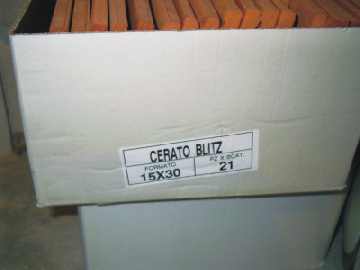 CERATO BLITZ
FORMATO PZ X SCAT.
15X30 21